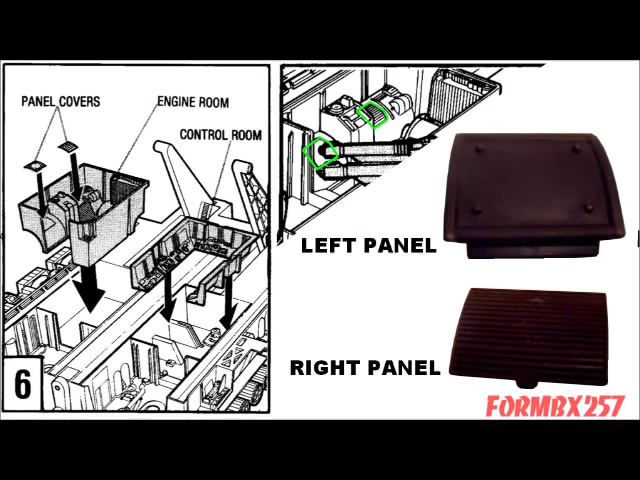 PANEL COVERS
ENGINE ROOM
CONTROL ROOM
6
LEFT PANEL
RIGHT PANEL
FORMBX257